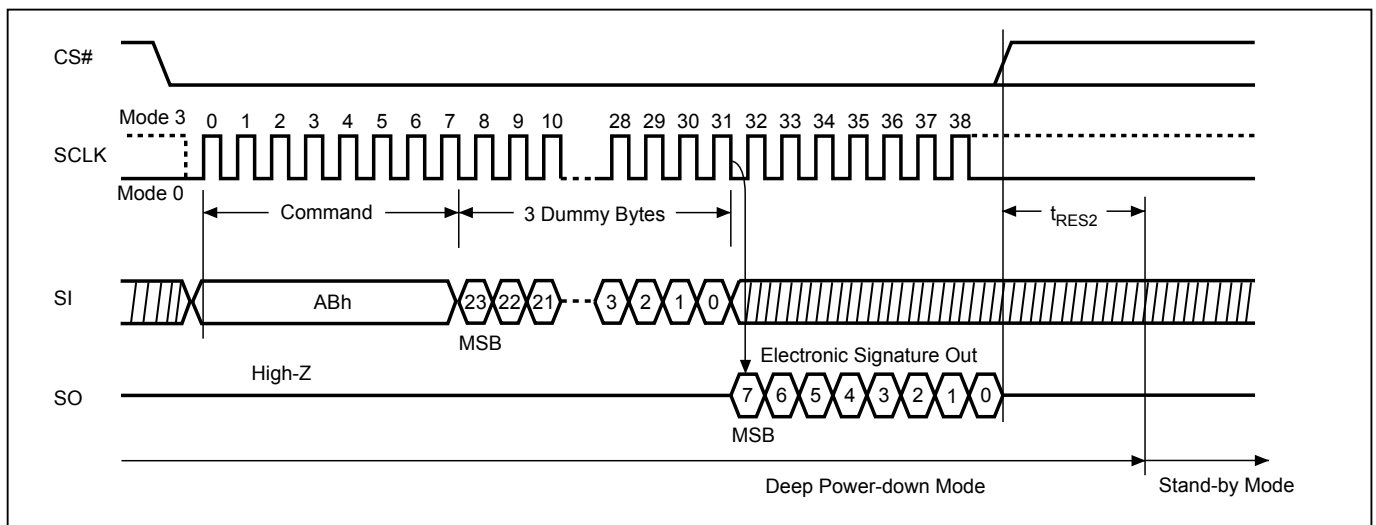 CS#
Mode 3 0 1 2 3 4 5 6 7 8 9 10 28 29 30 31 32 33 34 35 36 37 38
SCLK
Mode 0
Command 3 Dummy Bytes tRES2
SI ABh 23 22 21 3 2 1 0
MSB
Electronic Signature Out
High-Z
SO 7 6 5 4 3 2 1 0
MSB
Deep Power-down Mode Stand-by Mode